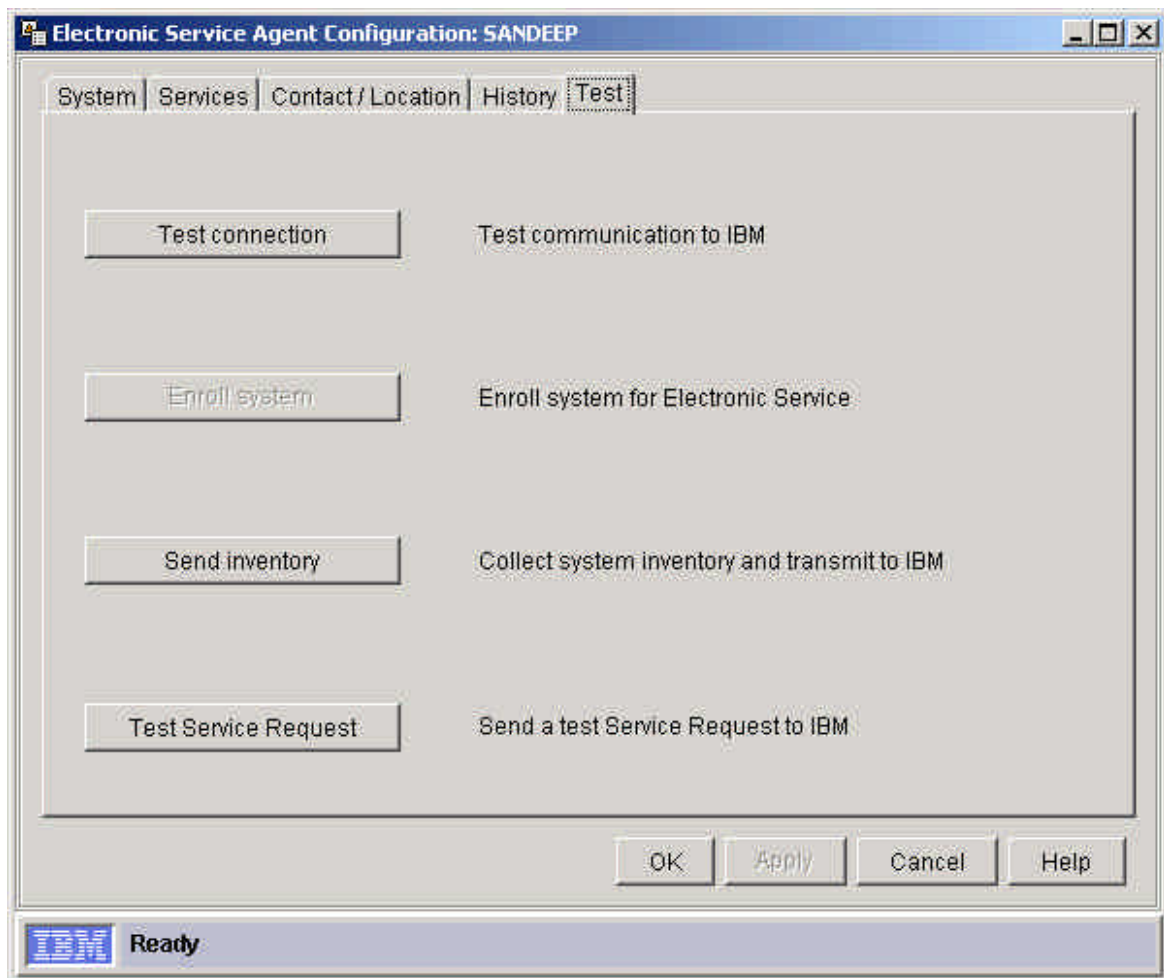 Electronic Service Agent Configuration: SANDEEP
System Services Contact / Location History Test
Test connection Test communication to IBM
Enroll system Enroll system for Electronic Service
Send inventory Collect system inventory and transmit to IBM
Test Service Request Send a test Service Request to IBM
OK Apply Cancel Help
IBM Ready